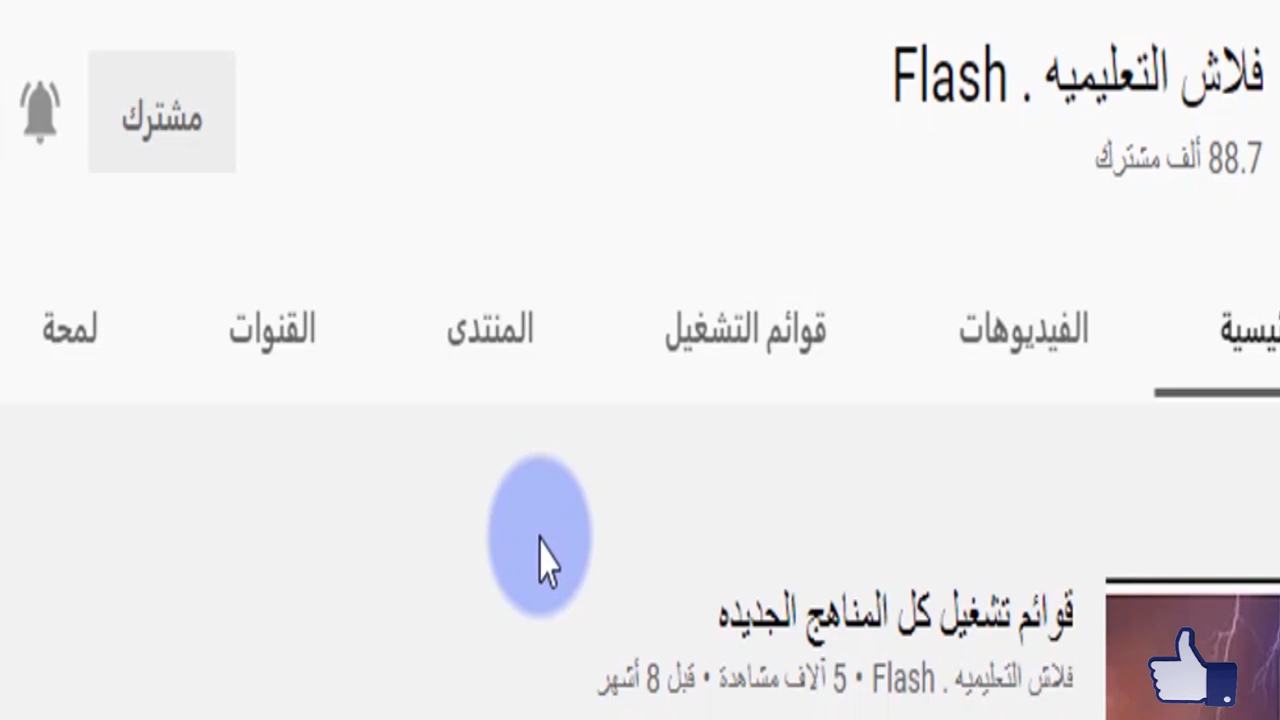 فلاش التعليميه . Flash
88.7 ألف مشترك
مشترك
الفيديوهات
قوائم التشغيل
المنتدى
القنوات
لمحة
قوائم تشغيل كل المناهج الجديده
فلاش التعليميه . Flash • 5 آلاف مشاهدة • قبل 8 أشهر